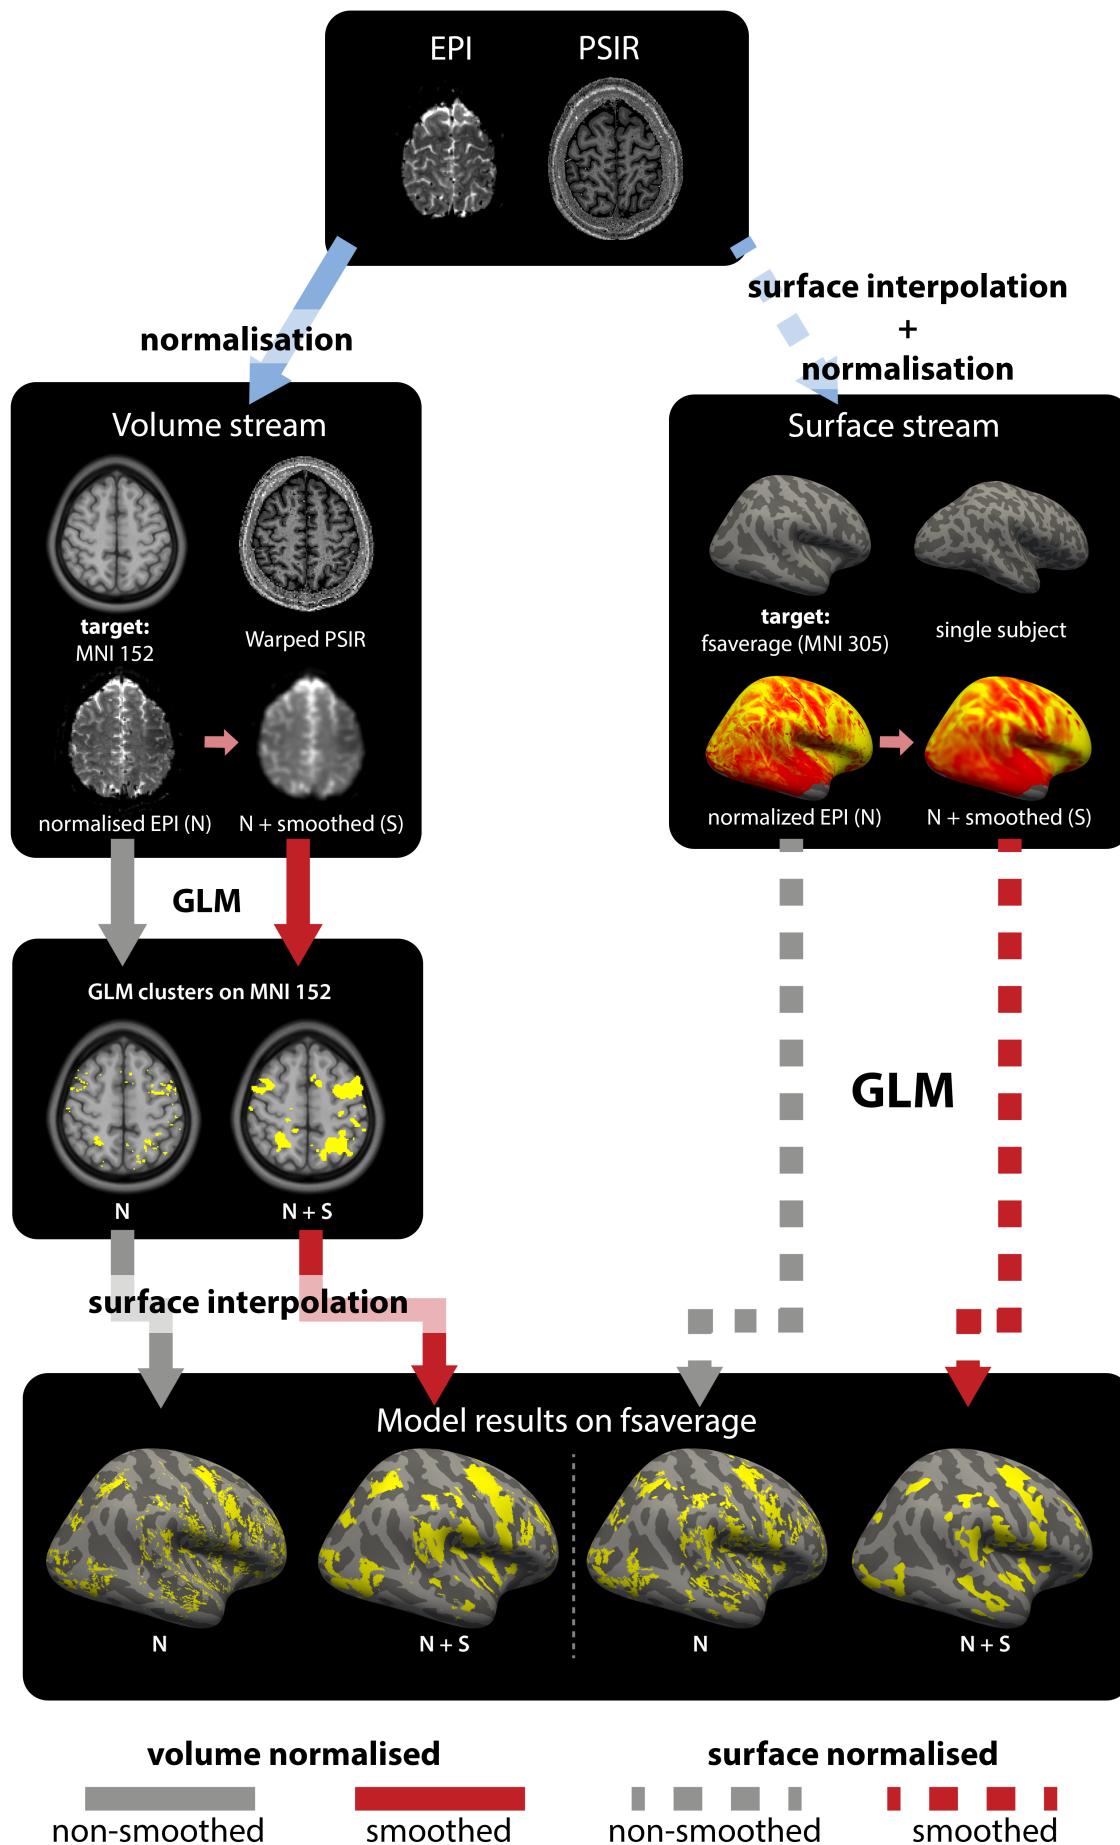 EPI
PSIR
surface interpolation
+
normalisation
normalisation
Volume stream
target:
MNI 152
Warped PSIR
normalised EPI (N)
N + smoothed (S)
Surface stream
target:
fsaverage (MNI 305)
single subject
normalized EPI (N)
N + smoothed (S)
GLM
GLM clusters on MNI 152
N
N + S
GLM
surface interpolation
Model results on fsaverage
N
N + S
N
N + S
volume normalised
surface normalised
non-smoothed
smoothed
non-smoothed
smoothed